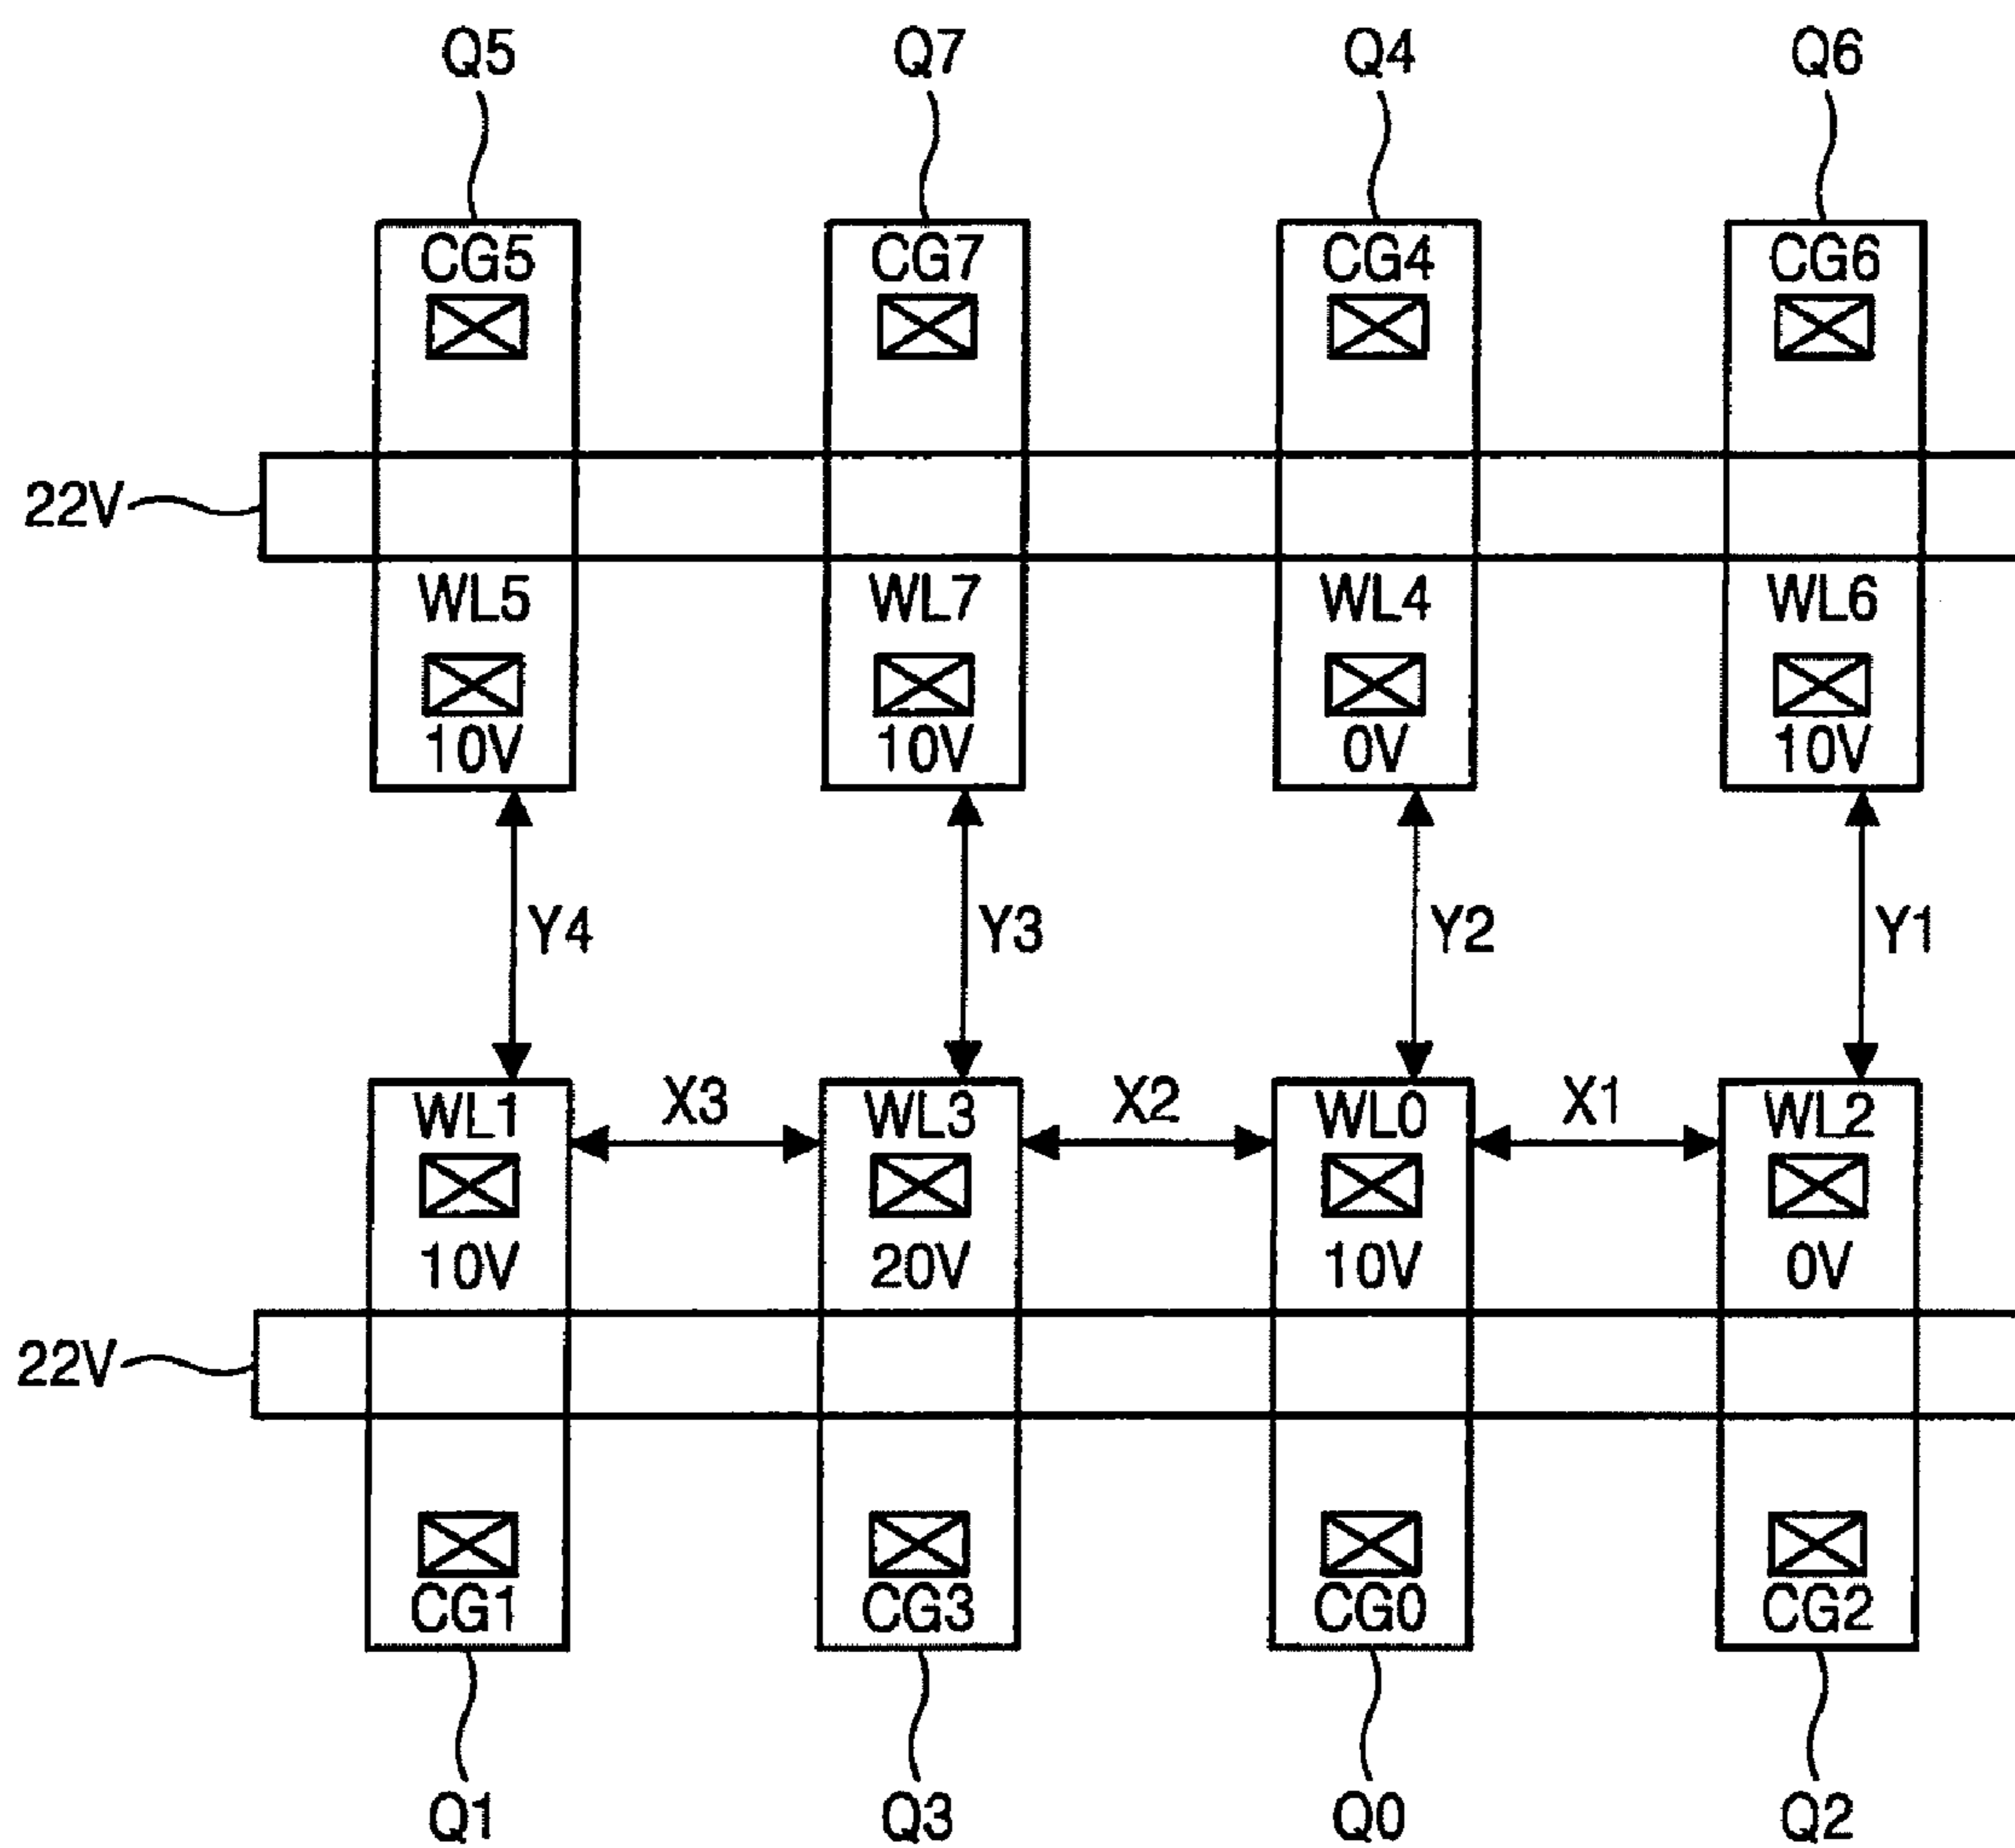 Q5 Q7 Q4 Q6
CG5 CG7 CG4 CG6
22V
WL5 WL7 WL4 WL6
10V 10V 0V 10V
Y4 Y3 Y2 Y1
WL1 X3 WL3 X2 WL0 X1 WL2
10V 20V 10V 0V
22V
CG1 CG3 CG0 CG2
Q1 Q3 Q0 Q2